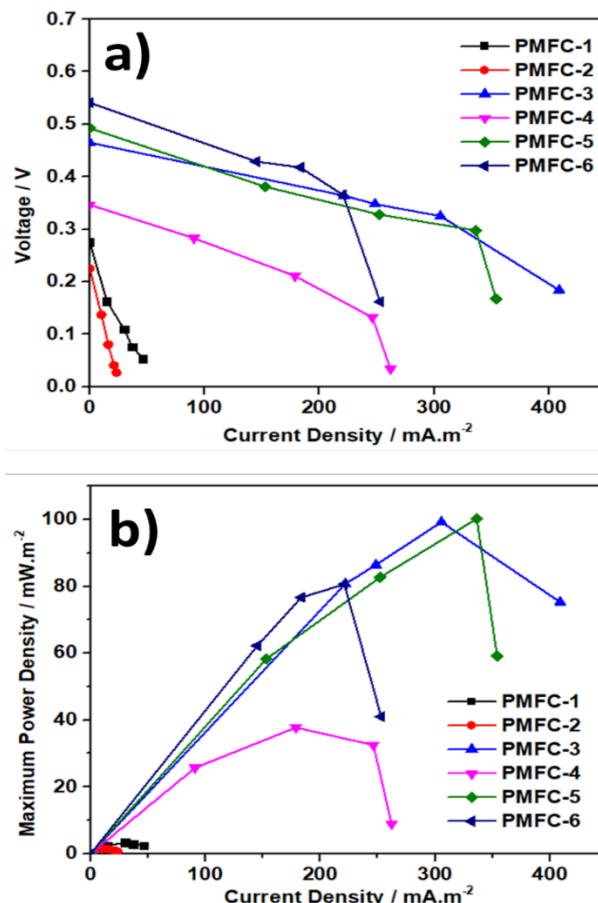 a)
0.7
0.6
0.5
0.4
0.3
0.2
0.1
0.0
Voltage / V
PMFC-1
PMFC-2
PMFC-3
PMFC-4
PMFC-5
PMFC-6
0 100 200 300 400
Current Density / mA.m-2
b)
100
80
60
40
20
0
Maximum Power Density / mW.m-2
PMFC-1
PMFC-2
PMFC-3
PMFC-4
PMFC-5
PMFC-6
0 100 200 300 400
Current Density / mA.m-2